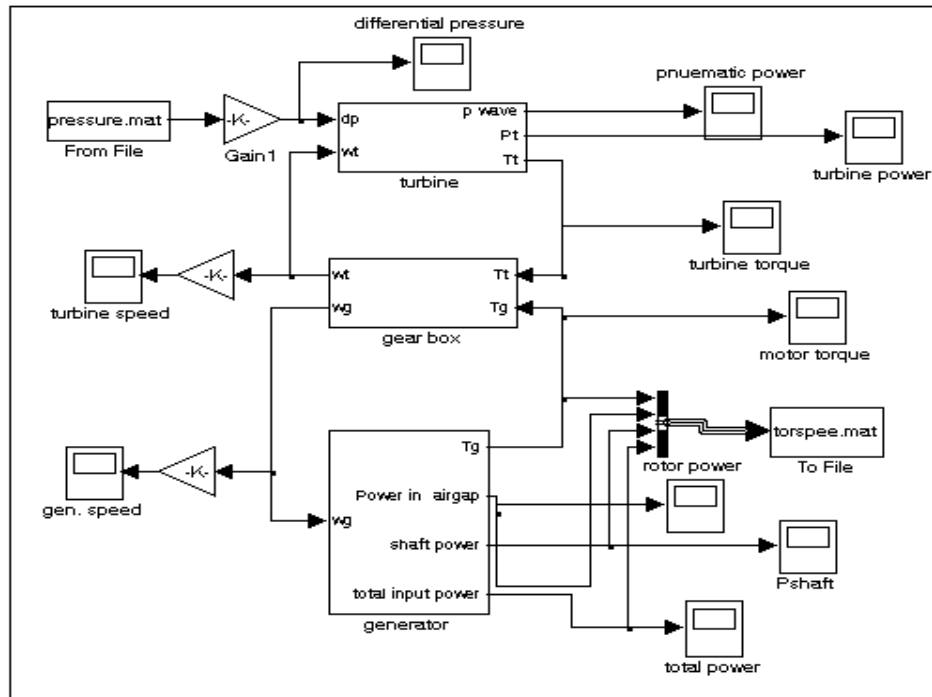 differential pressure
pnuematic power
pressure.mat
From File
-K-
Gain1
dp
wt
p wave
Pt
Tt
turbine
turbine power
turbine torque
turbine speed
-K-
wt
wg
Tt
Tg
gear box
motor torque
torspee.mat
To File
rotor power
gen. speed
-K-
wg
Tg
Power in airgap
shaft power
total input power
generator
Pshaft
total power